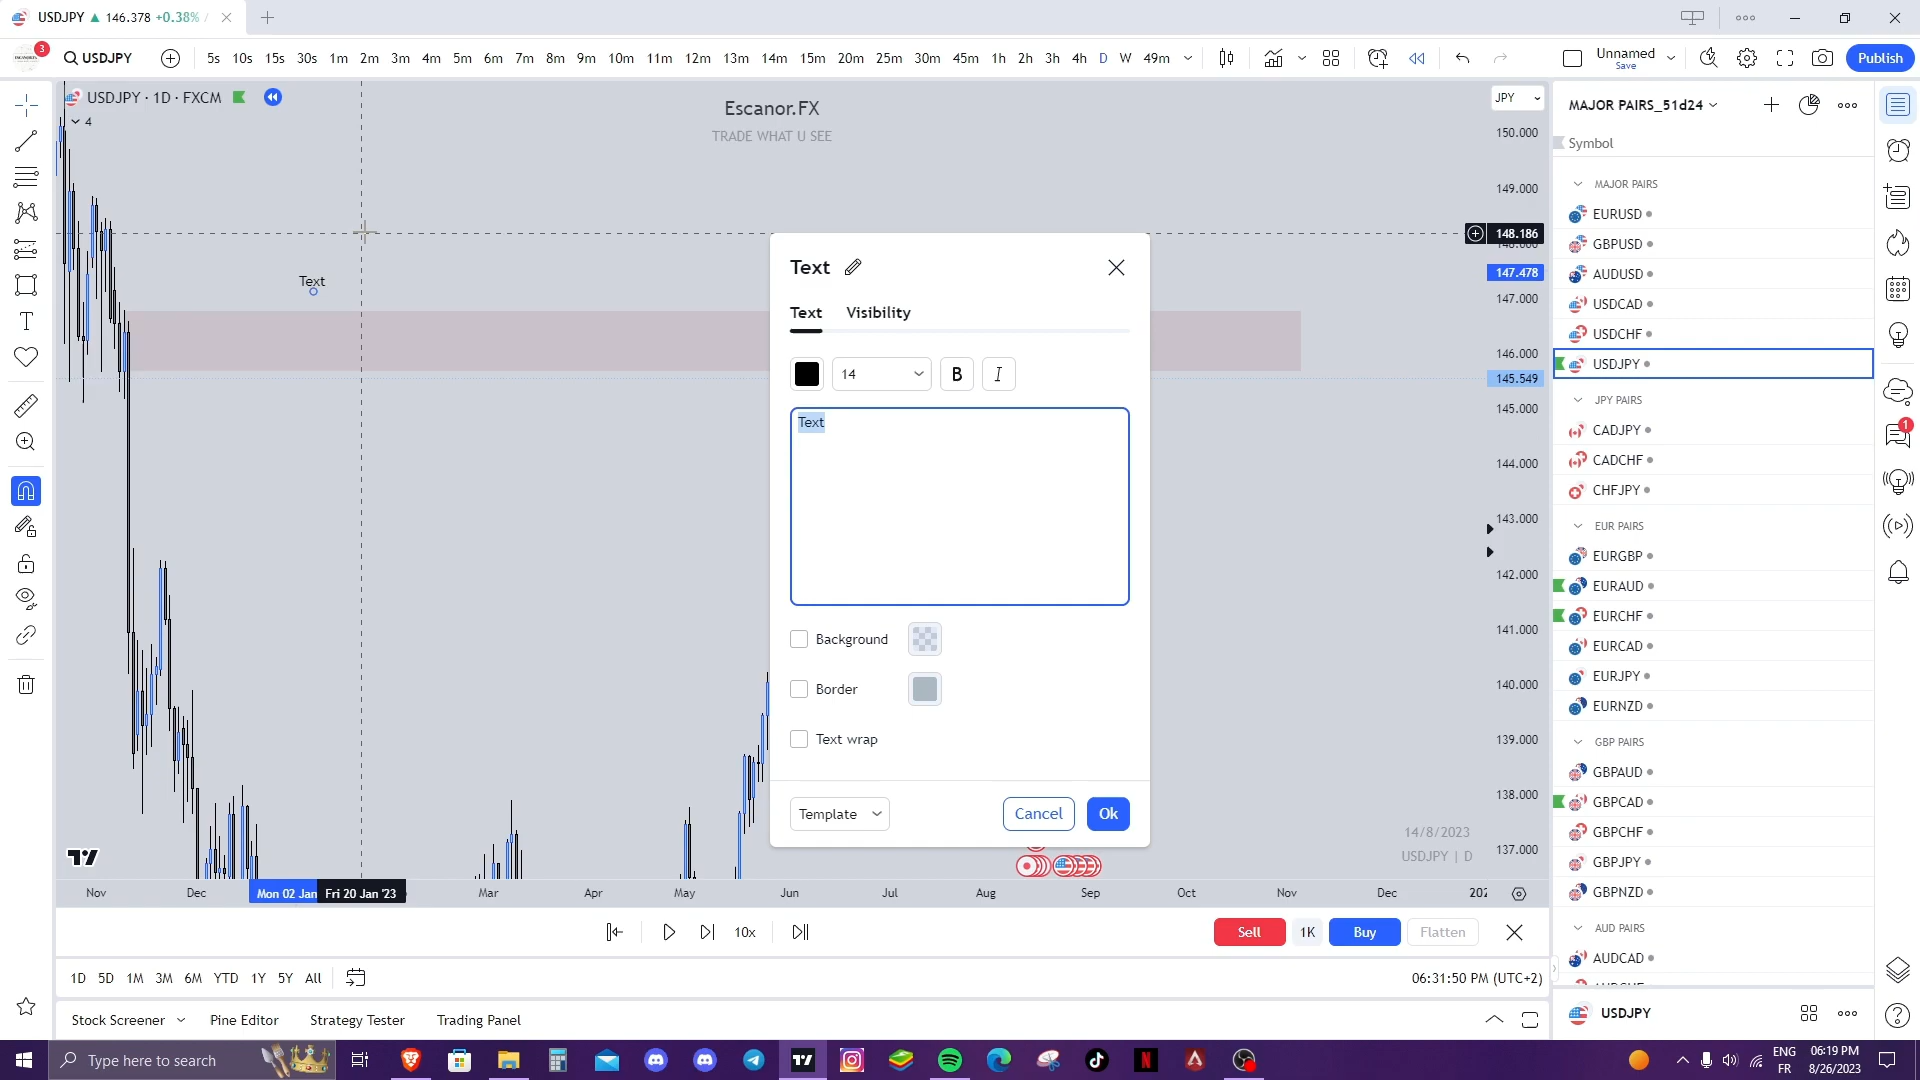 USDJPY ▲ 146.378 +0.38% /
3
USDJPY
5s 10s 15s 30s 1m 2m 3m 4m 5m 6m 7m 8m 9m 10m 11m 12m 13m 14m 15m 20m 25m 30m 45m 1h 2h 3h 4h D W 49m
Unnamed
Save
Publish
USDJPY · 1D · FXCM
4
Escanor.FX
TRADE WHAT U SEE
JPY
150.000
149.000
148.186
147.478
147.000
146.000
145.549
145.000
144.000
143.000
142.000
141.000
140.000
139.000
138.000
137.000
Text
Text
Text Visibility
14 B I
Text
Background
Border
Text wrap
Template Cancel Ok
14/8/2023
USDJPY | D
Nov Dec Mon 02 Jan Fri 20 Jan '23 Mar Apr May Jun Jul Aug Sep Oct Nov Dec
10x
Sell 1K Buy Flatten
1D 5D 1M 3M 6M YTD 1Y 5Y All
06:31:50 PM (UTC+2)
Stock Screener Pine Editor Strategy Tester Trading Panel
MAJOR PAIRS_51d24
Symbol
MAJOR PAIRS
EURUSD
GBPUSD
AUDUSD
USDCAD
USDCHF
USDJPY
JPY PAIRS
CADJPY
CADCHF
CHFJPY
EUR PAIRS
EURGBP
EURAUD
EURCHF
EURCAD
EURJPY
EURNZD
GBP PAIRS
GBPAUD
GBPCAD
GBPCHF
GBPJPY
GBPNZD
AUD PAIRS
AUDCAD
USDJPY
1
Type here to search
ENG
FR
06:19 PM
8/26/2023